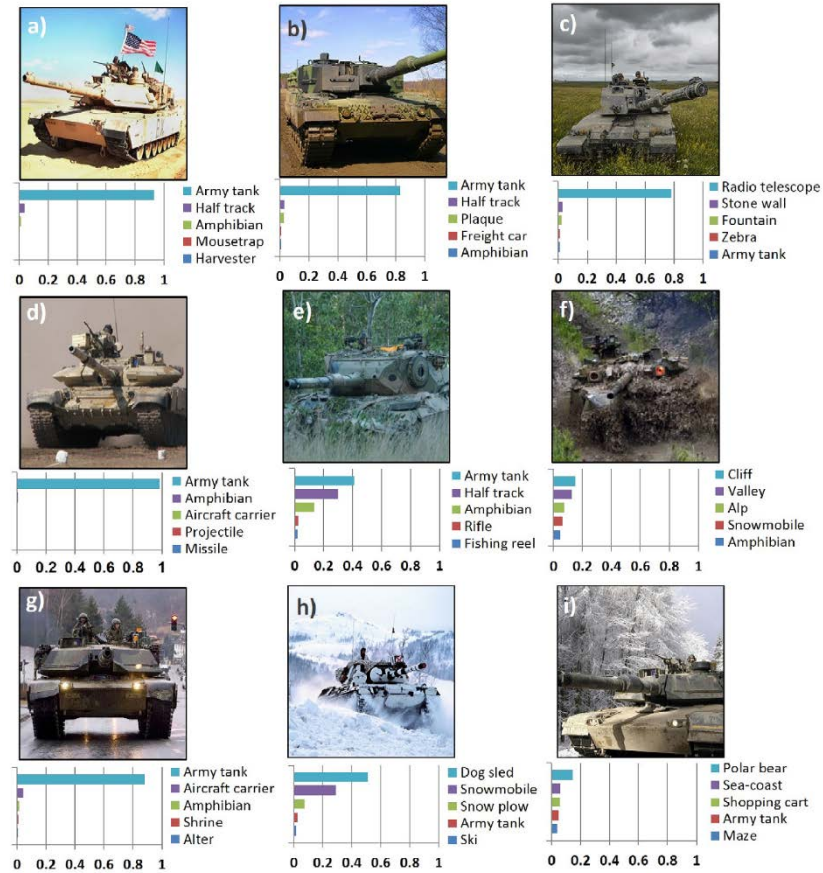 a)
b)
c)
Army tank
Half track
Amphibian
Mousetrap
Harvester
0 0.2 0.4 0.6 0.8 1
Army tank
Half track
Plaque
Freight car
Amphibian
0 0.2 0.4 0.6 0.8 1
Radio telescope
Stone wall
Fountain
Zebra
Army tank
0 0.2 0.4 0.6 0.8 1
d)
e)
f)
Army tank
Amphibian
Aircraft carrier
Projectile
Missile
0 0.2 0.4 0.6 0.8 1
Army tank
Half track
Amphibian
Rifle
Fishing reel
0 0.2 0.4 0.6 0.8 1
Cliff
Valley
Alp
Snowmobile
Amphibian
0 0.2 0.4 0.6 0.8 1
g)
h)
i)
Army tank
Aircraft carrier
Amphibian
Shrine
Alter
0 0.2 0.4 0.6 0.8 1
Dog sled
Snowmobile
Snow plow
Army tank
Ski
0 0.2 0.4 0.6 0.8 1
Polar bear
Sea-coast
Shopping cart
Army tank
Maze
0 0.2 0.4 0.6 0.8 1